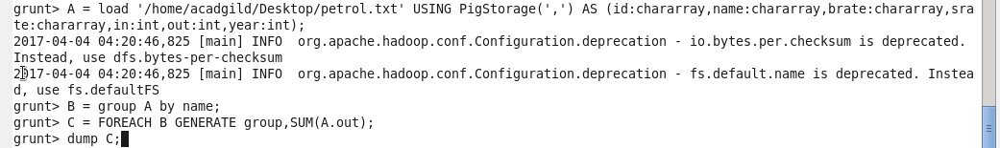 grunt> A = load '/home/acadgild/Desktop/petrol.txt' USING PigStorage(',') AS (id:chararray,name:chararray,brate:chararray,sra
te:chararray,in:int,out:int,year:int);
2017-04-04 04:20:46,825 [main] INFO  org.apache.hadoop.conf.Configuration.deprecation - io.bytes.per.checksum is deprecated.
Instead, use dfs.bytes-per-checksum
2017-04-04 04:20:46,825 [main] INFO  org.apache.hadoop.conf.Configuration.deprecation - fs.default.name is deprecated. Instea
d, use fs.defaultFS
grunt> B = group A by name;
grunt> C = FOREACH B GENERATE group,SUM(A.out);
grunt> dump C;